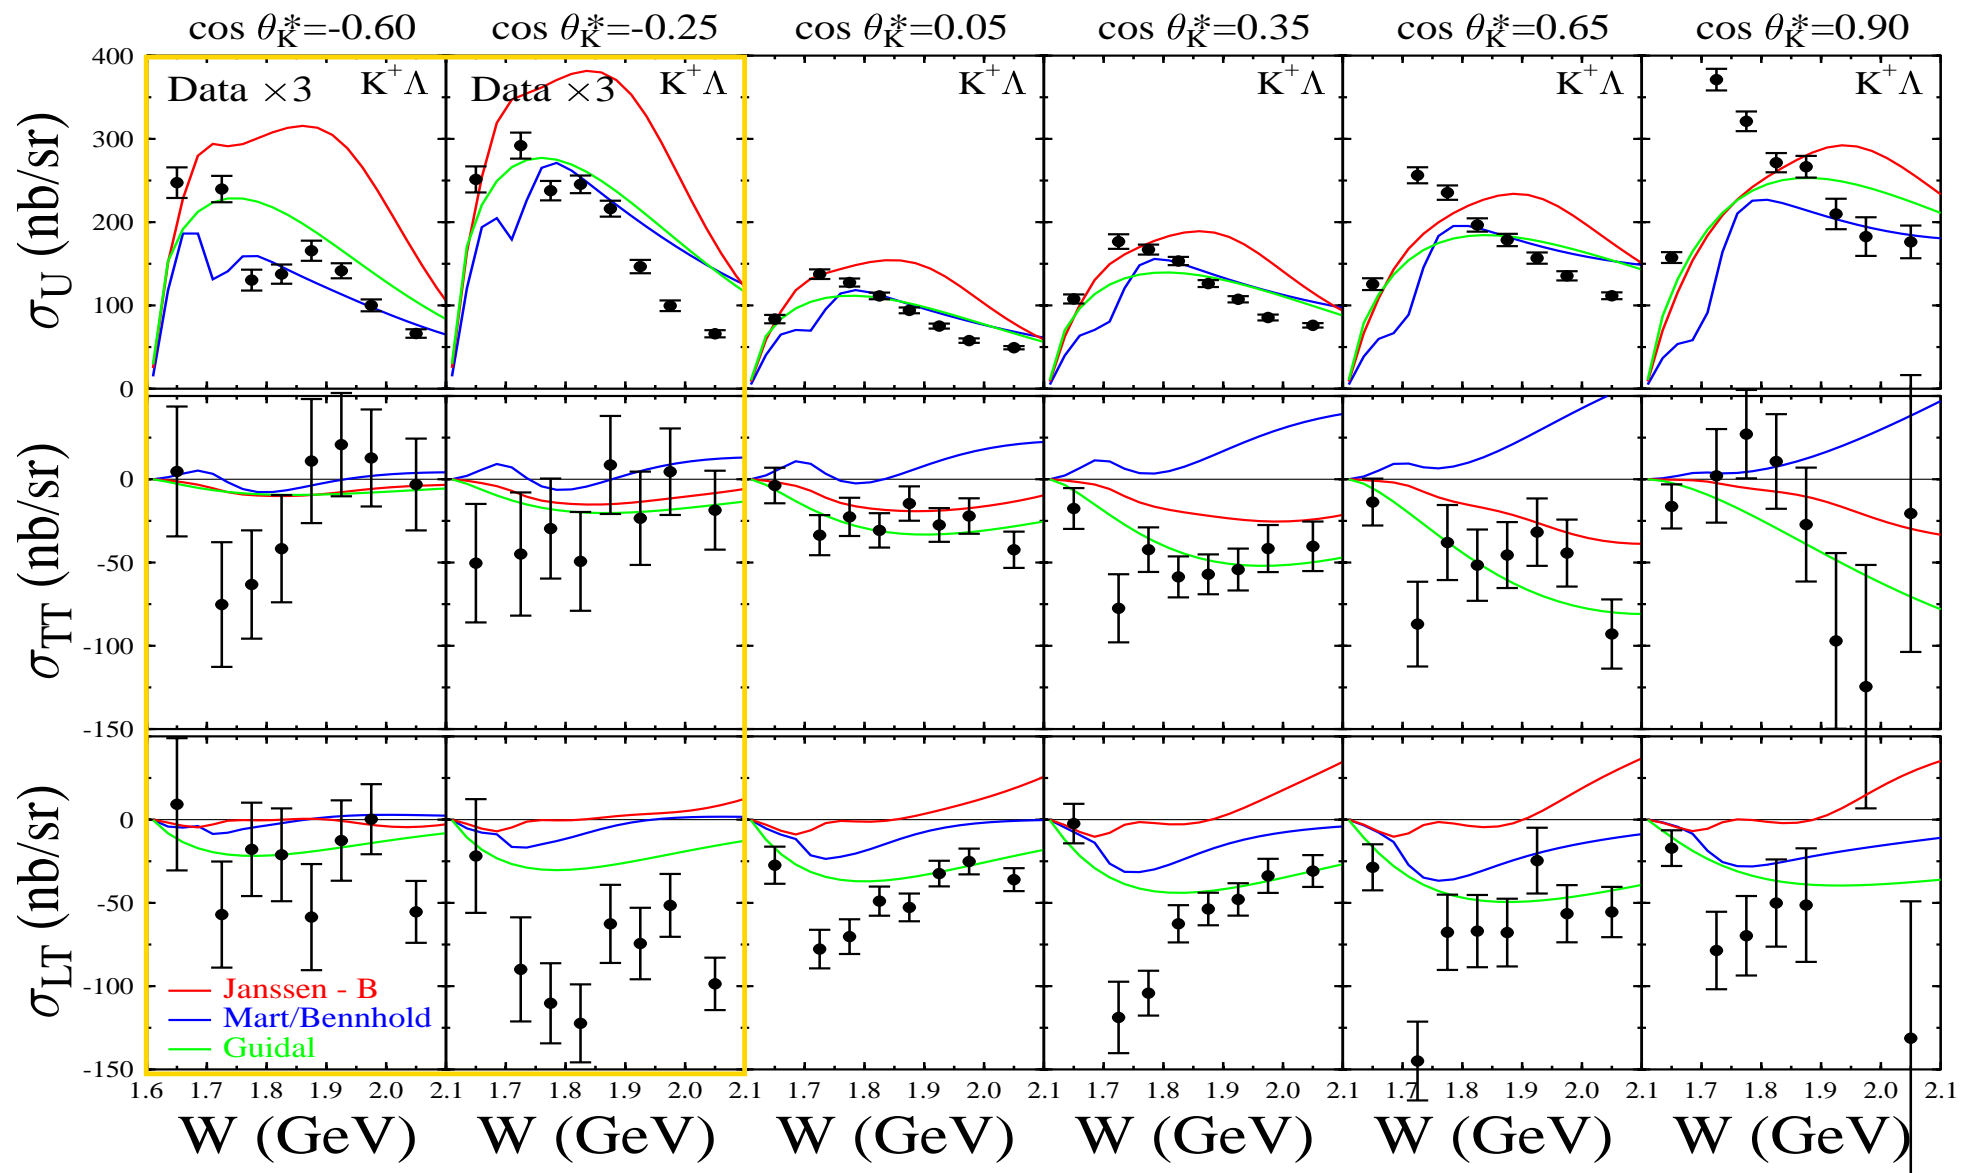 cos θ*K=-0.60 cos θ*K=-0.25 cos θ*K=0.05 cos θ*K=0.35 cos θ*K=0.65 cos θ*K=0.90
Data ×3 K⁺Λ Data ×3 K⁺Λ K⁺Λ K⁺Λ K⁺Λ K⁺Λ
σU (nb/sr)
400
300
200
100
0
σTT (nb/sr)
0
-50
-100
-150
σLT (nb/sr)
0
-50
-100
-150
Janssen - B
Mart/Bennhold
Guidal
1.6 1.7 1.8 1.9 2.0 2.1 1.7 1.8 1.9 2.0 2.1 1.7 1.8 1.9 2.0 2.1 1.7 1.8 1.9 2.0 2.1 1.7 1.8 1.9 2.0 2.1 1.7 1.8 1.9 2.0 2.1
W (GeV) W (GeV) W (GeV) W (GeV) W (GeV) W (GeV)